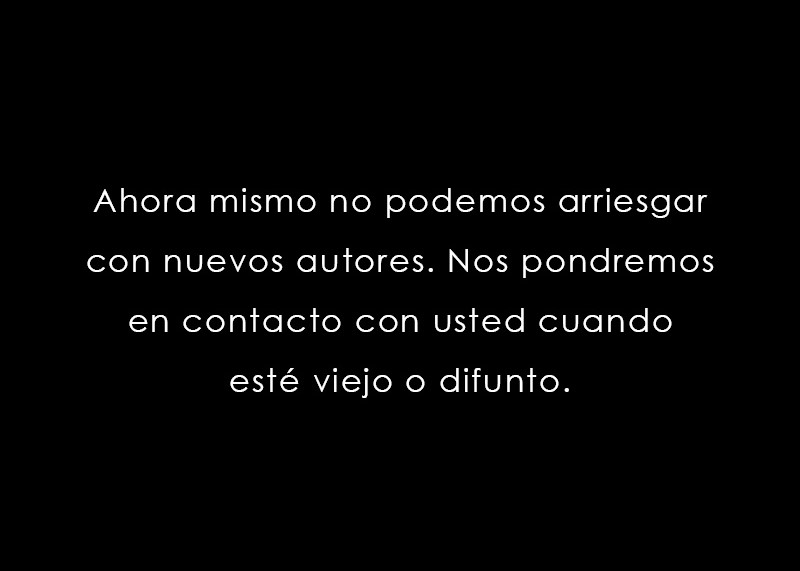 Ahora mismo no podemos arriesgar
con nuevos autores. Nos pondremos
en contacto con usted cuando
esté viejo o difunto.